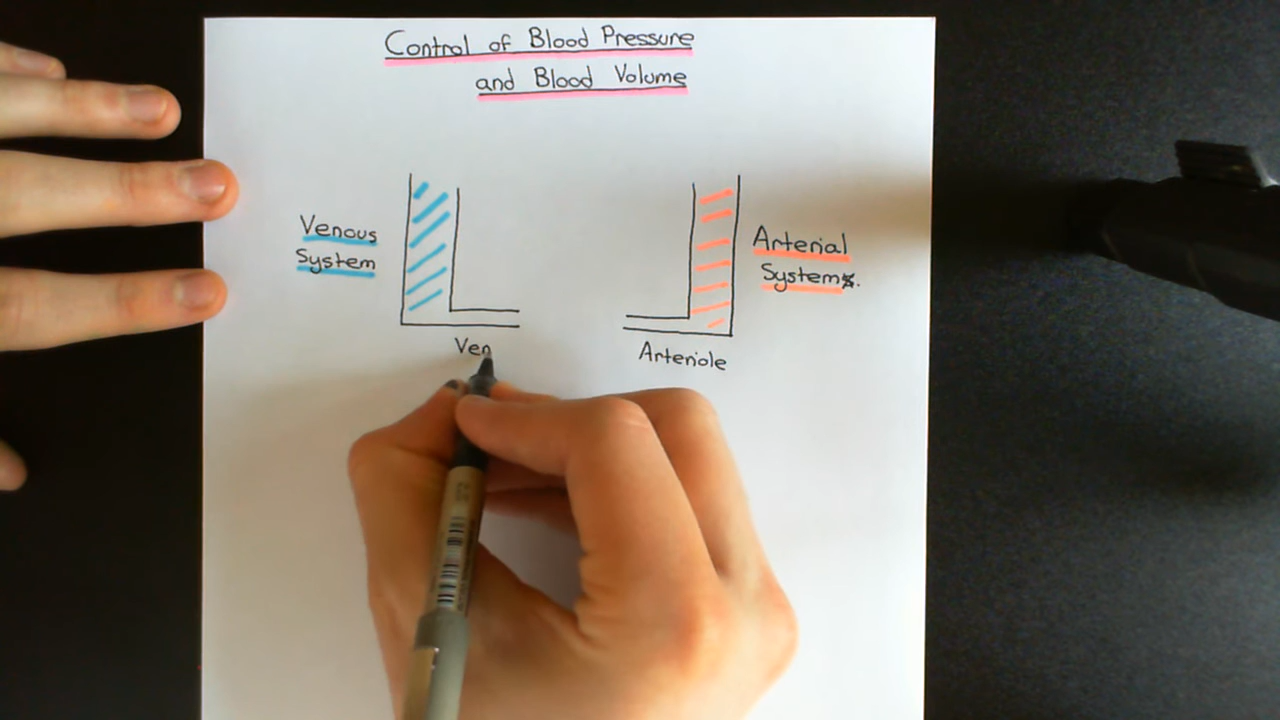 Control of Blood Pressure
and Blood Volume
Venous
System
Arterial
System
Ven
Arteriole